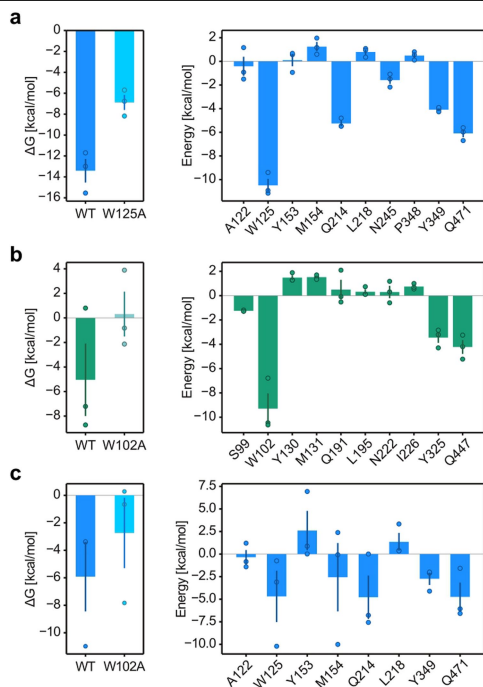 a
ΔG [kcal/mol]
0
−2
−4
−6
−8
−10
−12
−14
−16
WT W125A
Energy [kcal/mol]
2
0
−2
−4
−6
−8
−10
A122 W125 Y153 M154 Q214 L218 N245 P348 Y349 Q471
b
ΔG [kcal/mol]
4
2
0
−2
−4
−6
−8
WT W102A
Energy [kcal/mol]
2
0
−2
−4
−6
−8
−10
S99 W102 Y130 M131 Q191 L195 N222 I226 Y325 Q447
c
ΔG [kcal/mol]
0
−2
−4
−6
−8
−10
WT W102A
Energy [kcal/mol]
7.5
5.0
2.5
0.0
−2.5
−5.0
−7.5
−10.0
A122 W125 Y153 M154 Q214 L218 Y349 Q471